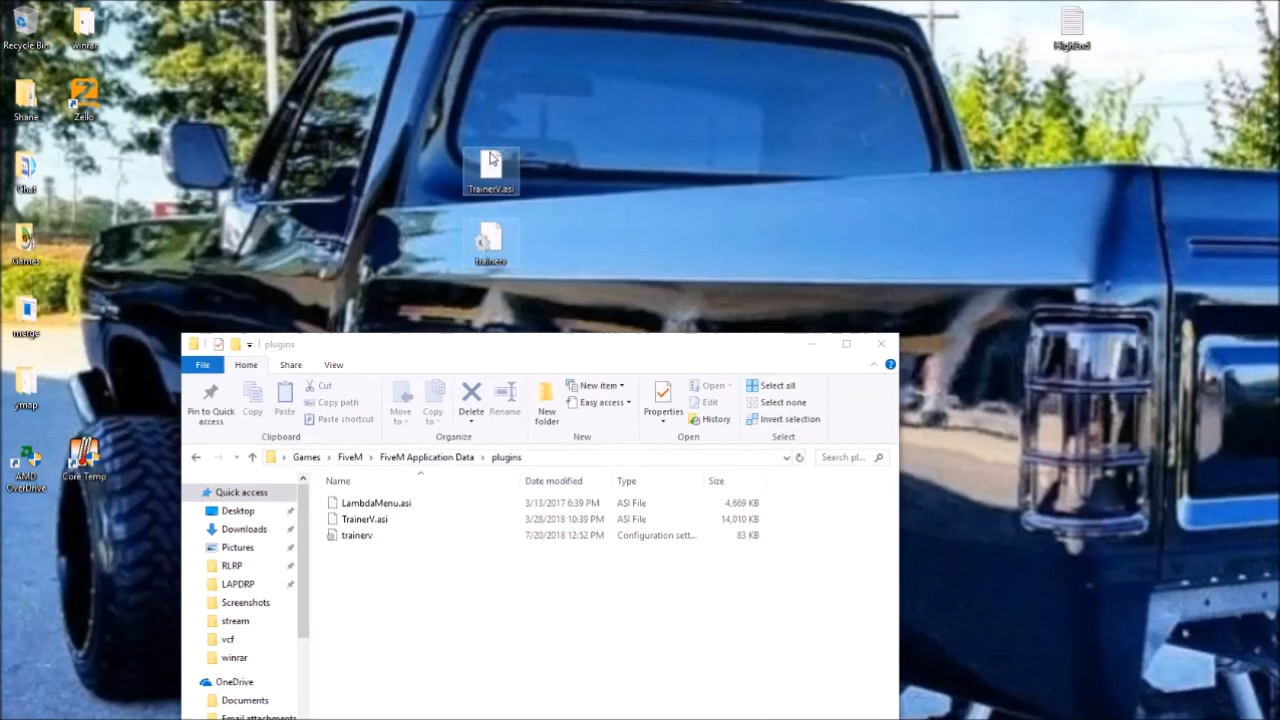 Recycle Bin
winrar
HighEnd
Shane
Zello
Chat
TrainerV.asi
Games
trainerv
merge
ymap
AMD OverDrive
Core Temp
plugins
File Home Share View
Pin to Quick access
Copy
Paste
Cut
Copy path
Paste shortcut
Clipboard
Move to
Copy to
Delete
Rename
Organize
New folder
New item
Easy access
New
Properties
Open
Edit
History
Open
Select all
Select none
Invert selection
Select
Games > FiveM > FiveM Application Data > plugins
Search pl...
Name Date modified Type Size
LambdaMenu.asi 3/13/2017 6:39 PM ASI File 4,669 KB
TrainerV.asi 3/28/2018 10:39 PM ASI File 14,010 KB
trainerv 7/20/2018 12:52 PM Configuration sett... 83 KB
Quick access
Desktop
Downloads
Pictures
RLRP
LAPDRP
Screenshots
stream
vcf
winrar
OneDrive
Documents
Email attachments